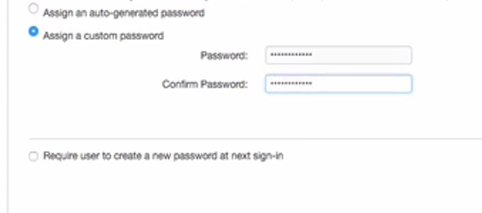 Assign an auto-generated password
Assign a custom password
Password: ••••••••••••
Confirm Password: ••••••••••••
Require user to create a new password at next sign-in